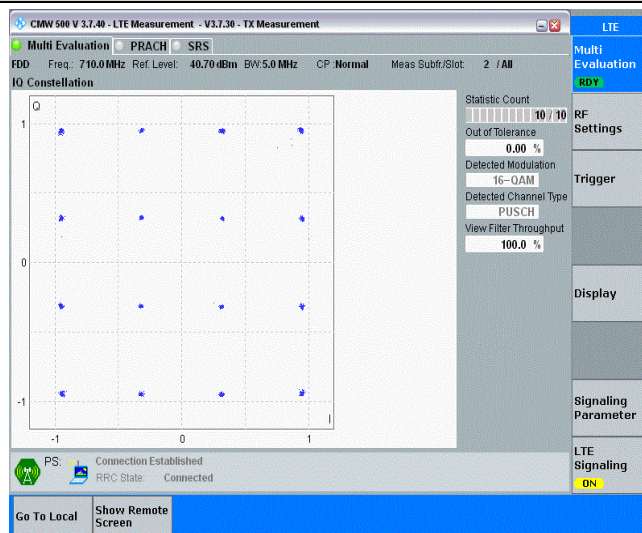 CMW 500 V 3.7.40 - LTE Measurement - V3.7.30 - TX Measurement
LTE
Multi Evaluation PRACH SRS
FDD Freq.: 710.0 MHz Ref. Level: 40.70 dBm BW: 5.0 MHz CP : Normal Meas Subfr./Slot: 2 / All
IQ Constellation
Q
1
0
-1
-1 0 1
I
Statistic Count
10 / 10
Out of Tolerance
0.00 %
Detected Modulation
16-QAM
Detected Channel Type
PUSCH
View Filter Throughput
100.0 %
Multi
Evaluation
RDY
RF
Settings
Trigger
Display
Signaling
Parameter
LTE
Signaling
ON
PS: Connection Established
RRC State: Connected
Go To Local
Show Remote
Screen